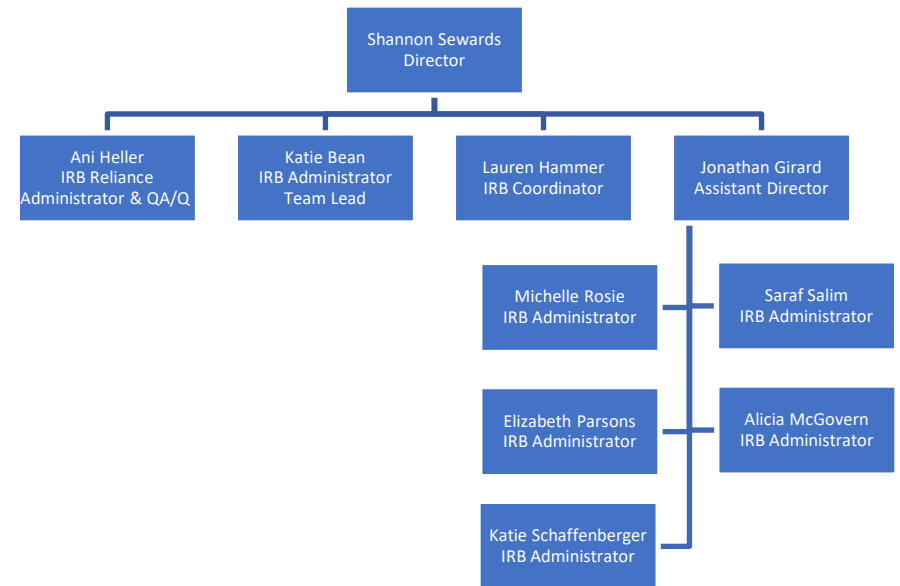 Shannon Sewards
Director
Ani Heller
IRB Reliance
Administrator & QA/Q
Katie Bean
IRB Administrator
Team Lead
Lauren Hammer
IRB Coordinator
Jonathan Girard
Assistant Director
Michelle Rosie
IRB Administrator
Saraf Salim
IRB Administrator
Elizabeth Parsons
IRB Administrator
Alicia McGovern
IRB Administrator
Katie Schaffenberger
IRB Administrator